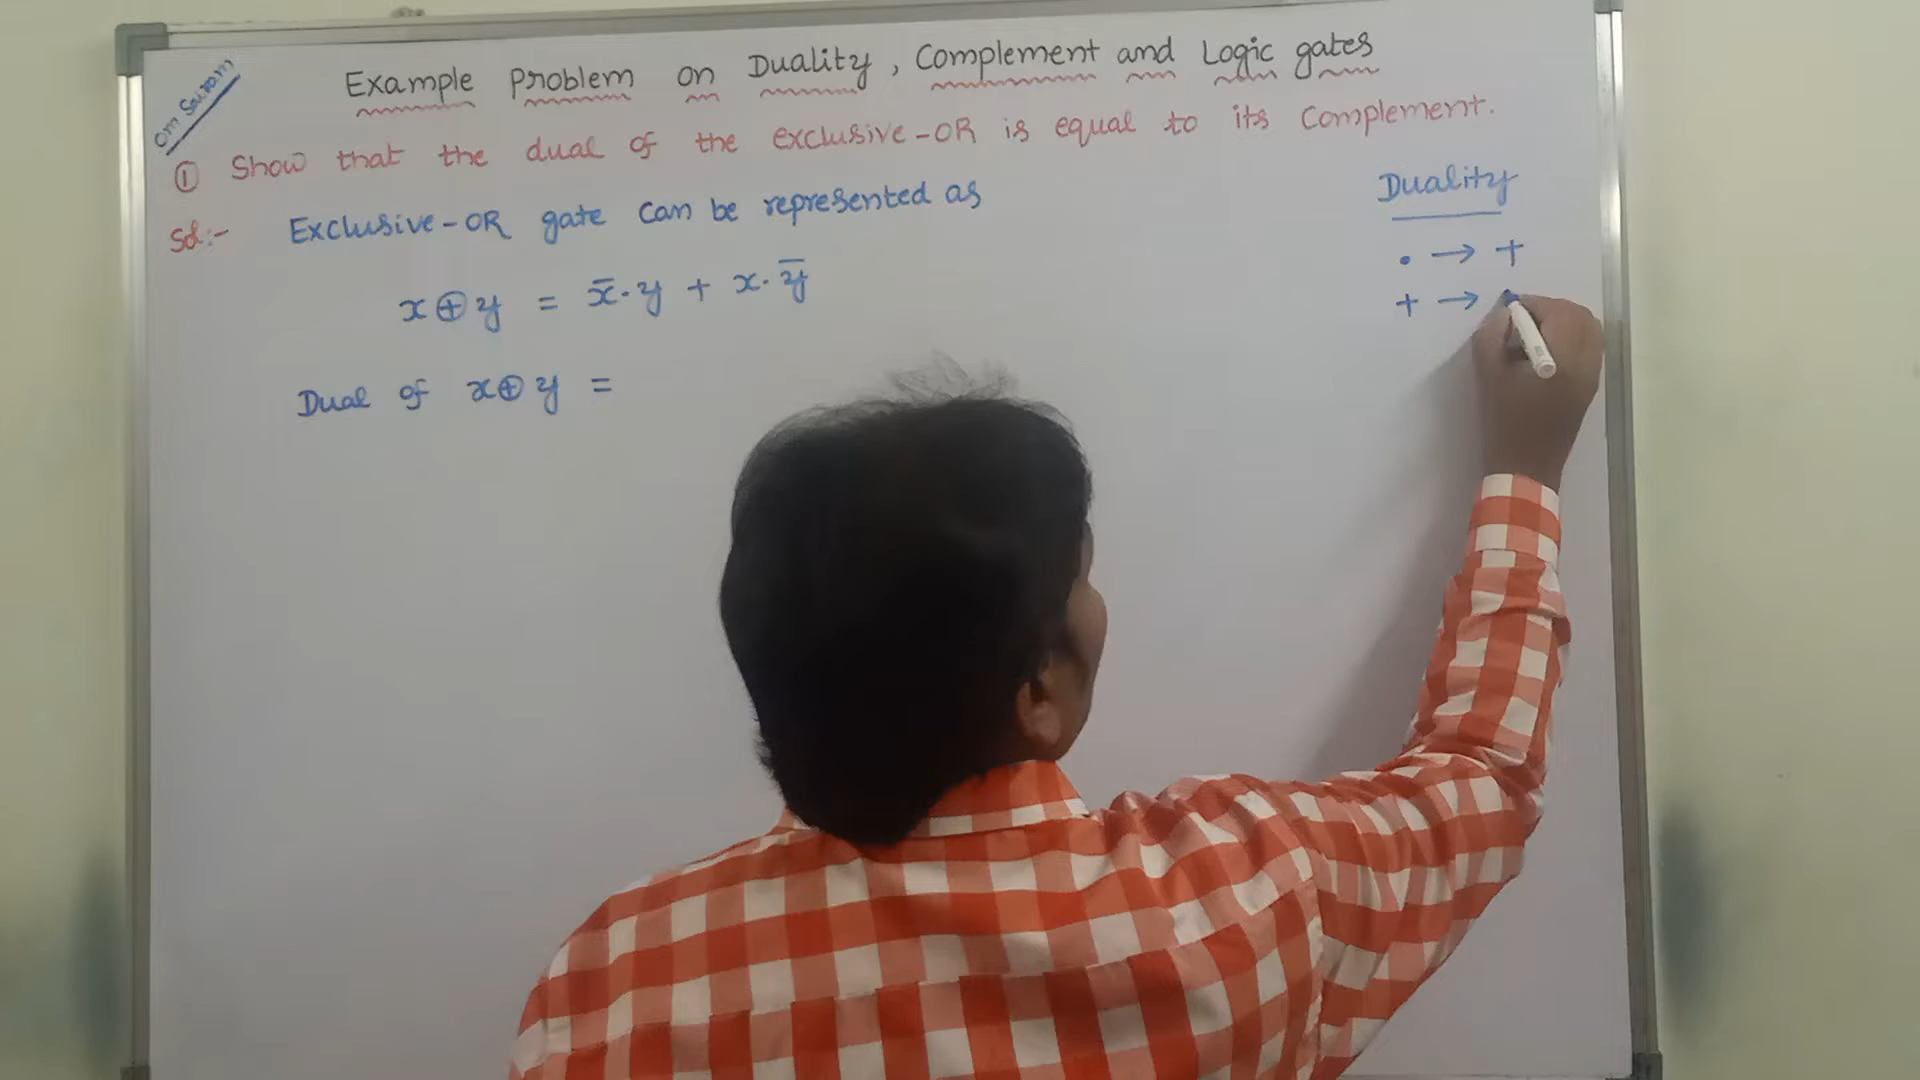 Om Sairam
Example problem on Duality, Complement and Logic gates
① Show that the dual of the exclusive-OR is equal to its Complement.
Sol:- Exclusive-OR gate can be represented as
x⊕y = x̅·y + x·y̅
Dual of x⊕y =
Duality
· → +
+ → ·